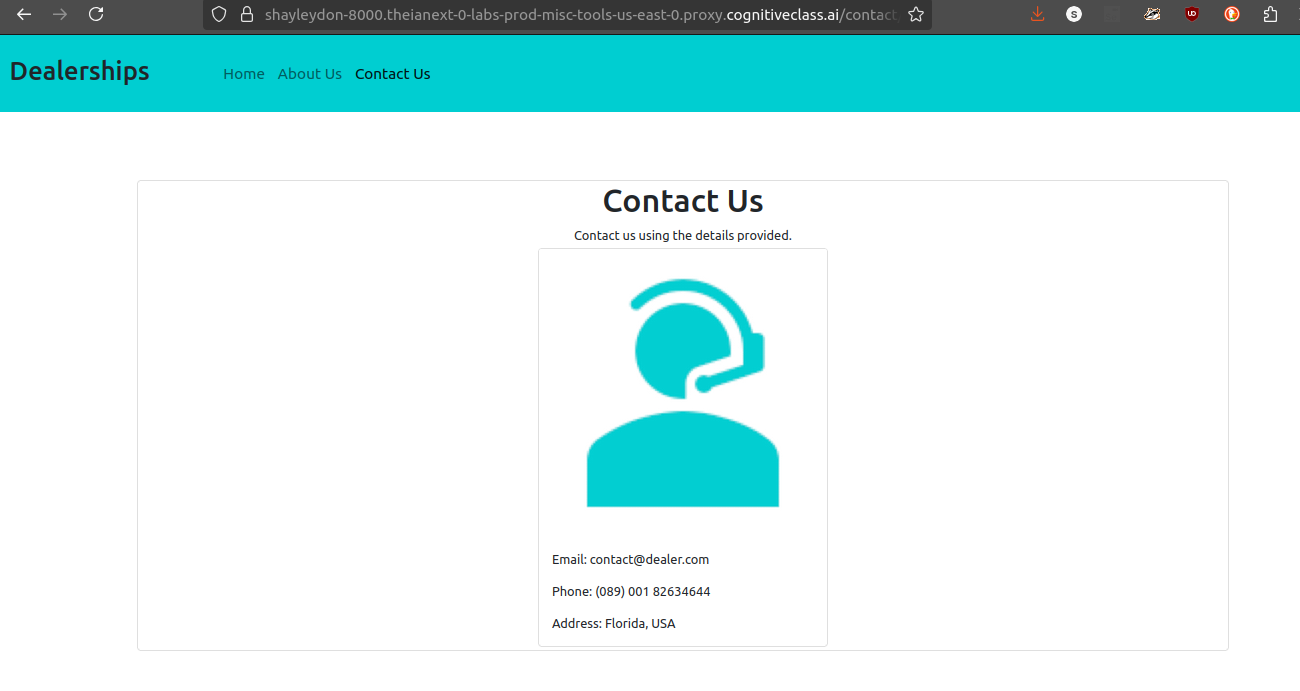 shayleydon-8000.theianext-0-labs-prod-misc-tools-us-east-0.proxy.cognitiveclass.ai/contact
S
UD
Dealerships
Home About Us Contact Us
Contact Us
Contact us using the details provided.
Email: contact@dealer.com
Phone: (089) 001 82634644
Address: Florida, USA